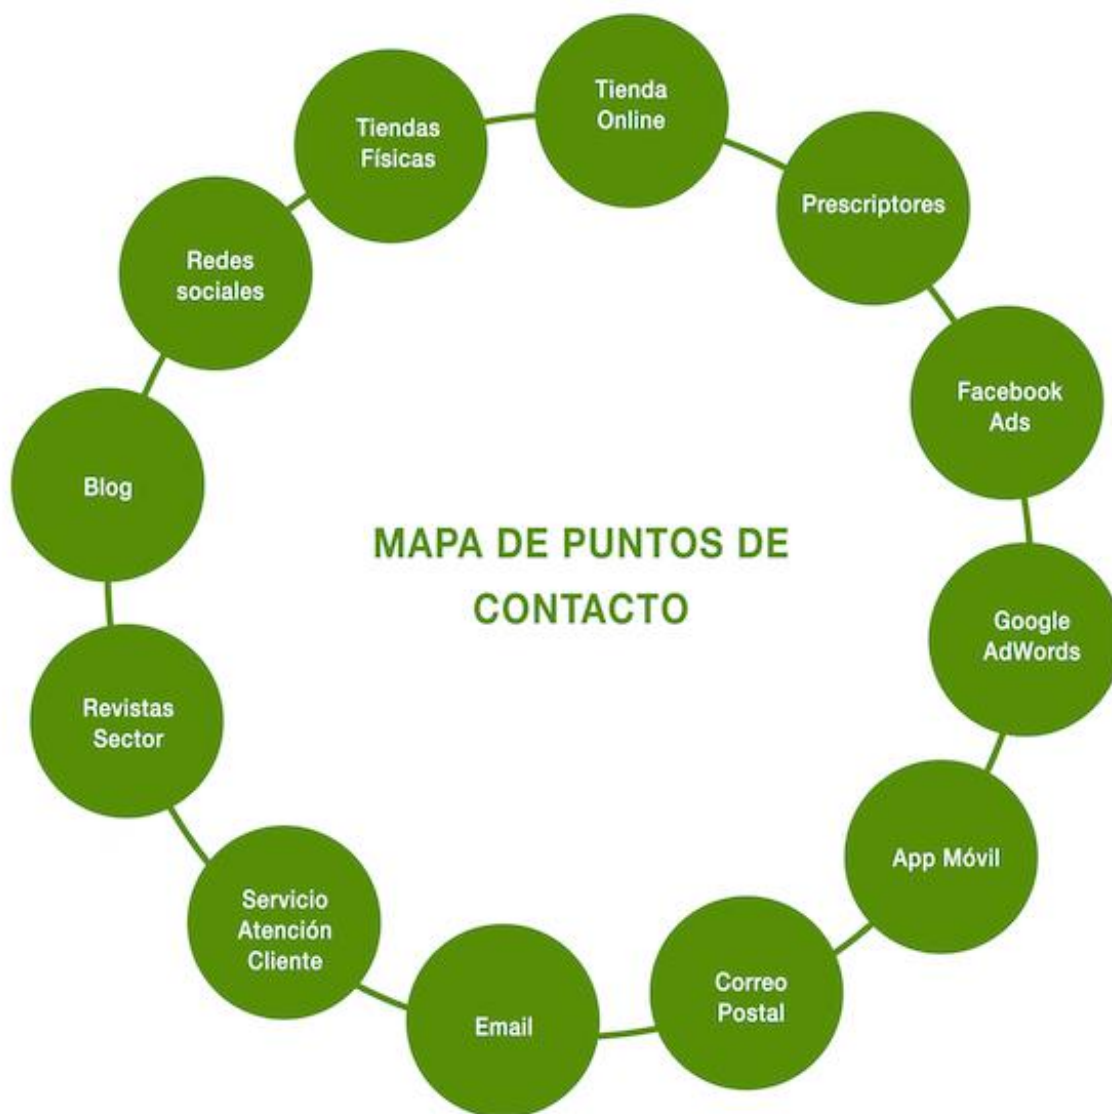 Tienda
Online
Prescriptores
Facebook
Ads
Google
AdWords
App Móvil
Correo
Postal
Email
Servicio
Atención
Cliente
Revistas
Sector
Blog
Redes
sociales
Tiendas
Físicas
MAPA DE PUNTOS DE
CONTACTO